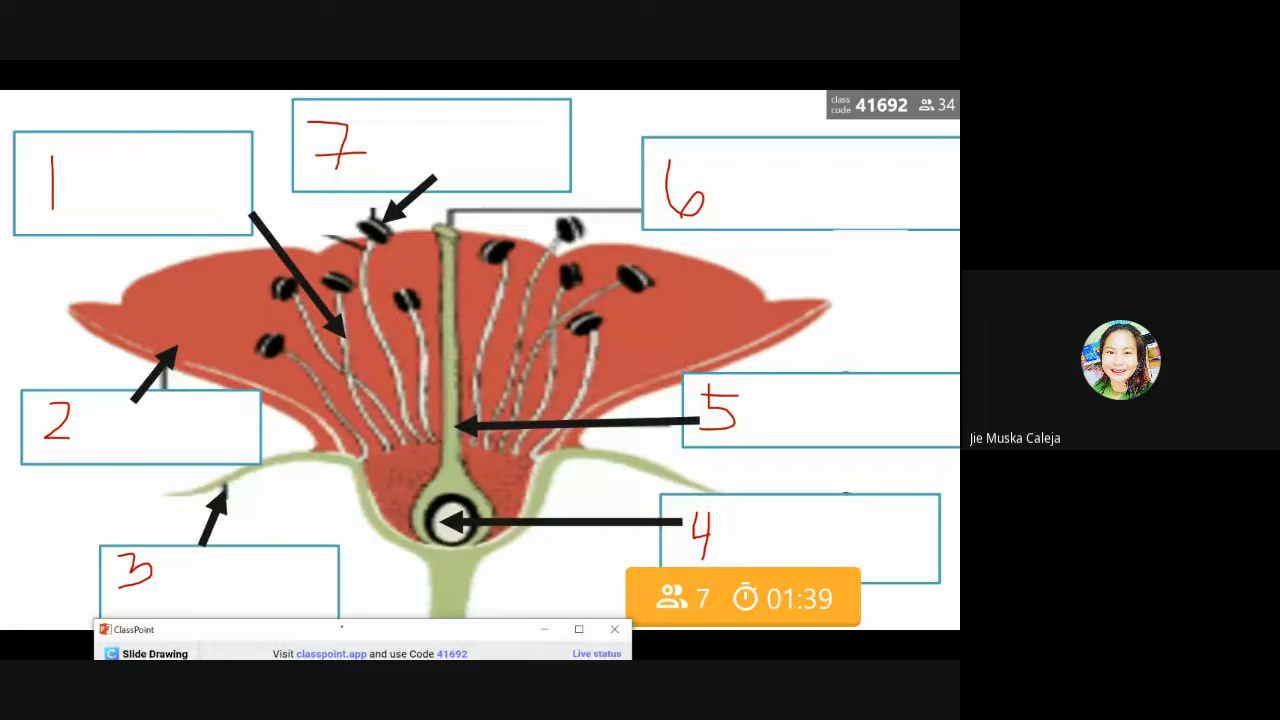 class
code 41692 34
7
1
6
2
5
Jie Muska Caleja
4
3
7 01:39
ClassPoint
Slide Drawing Visit classpoint.app and use Code 41692 Live status